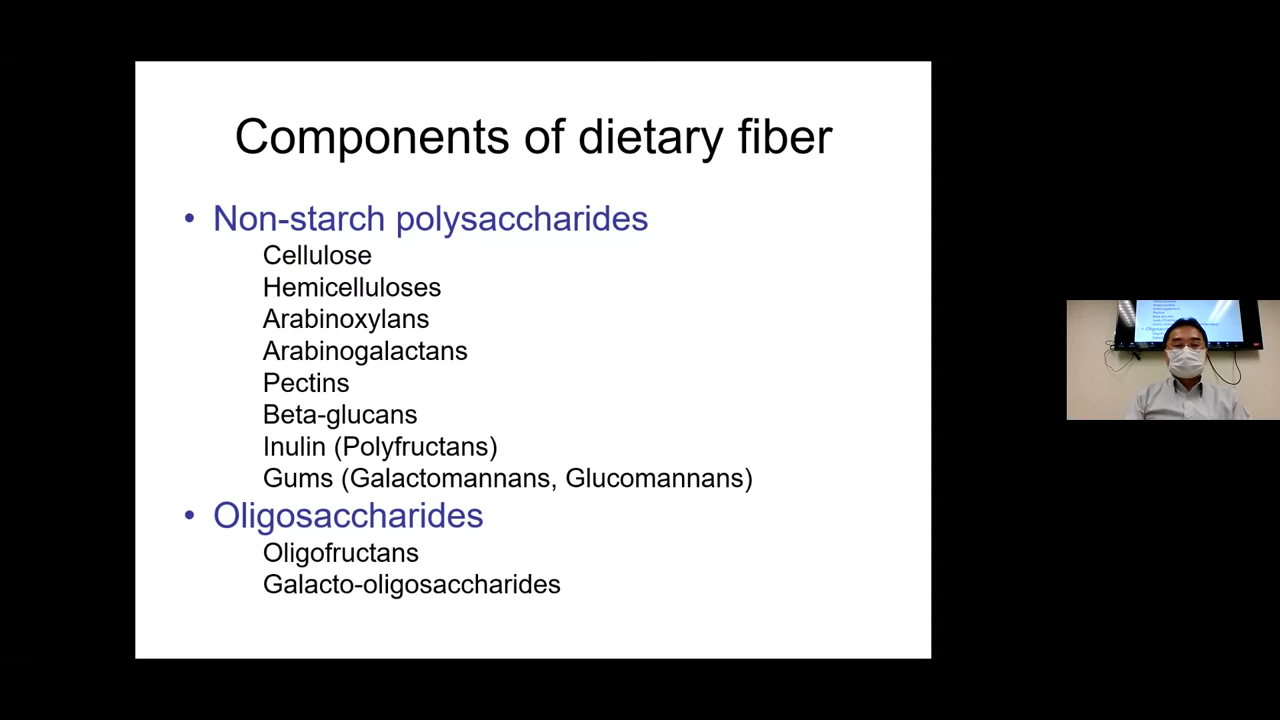 Components of dietary fiber
• Non-starch polysaccharides
Cellulose
Hemicelluloses
Arabinoxylans
Arabinogalactans
Pectins
Beta-glucans
Inulin (Polyfructans)
Gums (Galactomannans, Glucomannans)
• Oligosaccharides
Oligofructans
Galacto-oligosaccharides